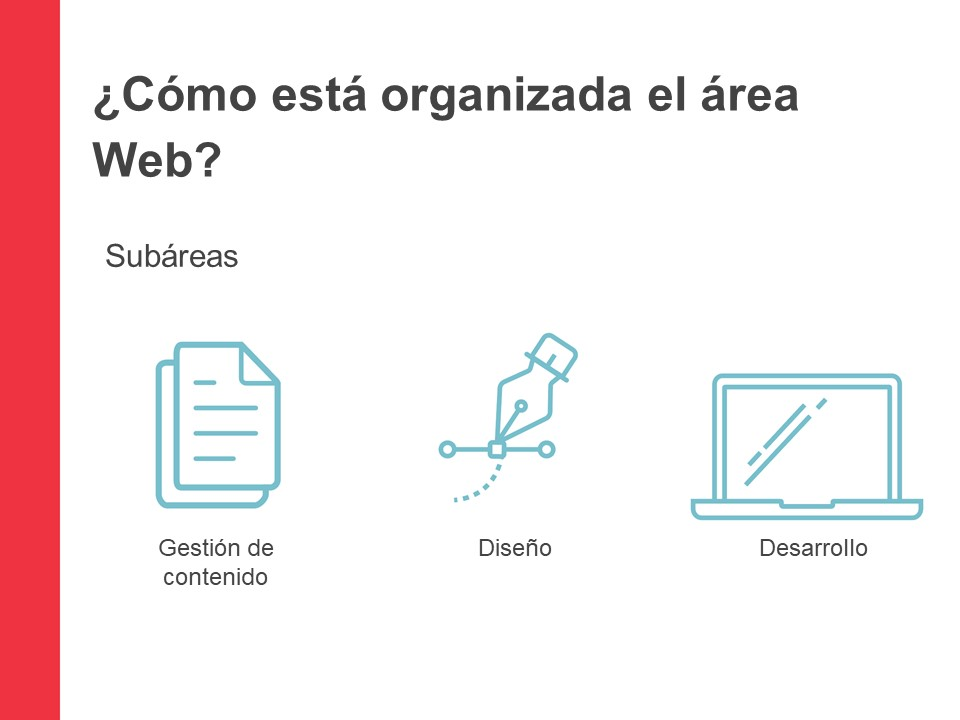 ¿Cómo está organizada el área
Web?
Subáreas
Gestión de
contenido
Diseño
Desarrollo